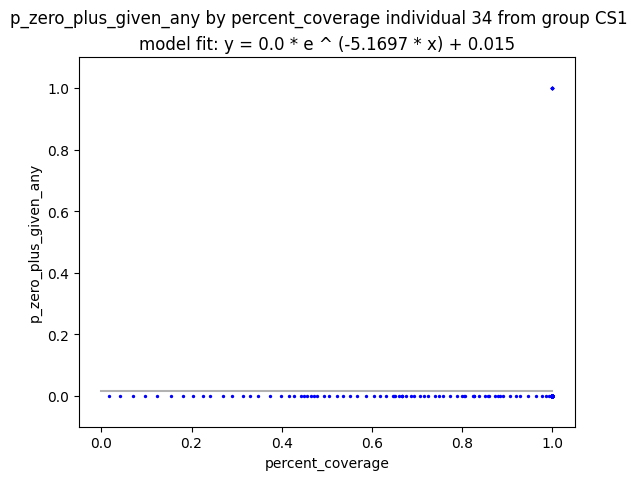 p_zero_plus_given_any by percent_coverage individual 34 from group CS1
model fit: y = 0.0 * e ^ (-5.1697 * x) + 0.015
1.0
0.8
0.6
0.4
0.2
0.0
p_zero_plus_given_any
0.0 0.2 0.4 0.6 0.8 1.0
percent_coverage